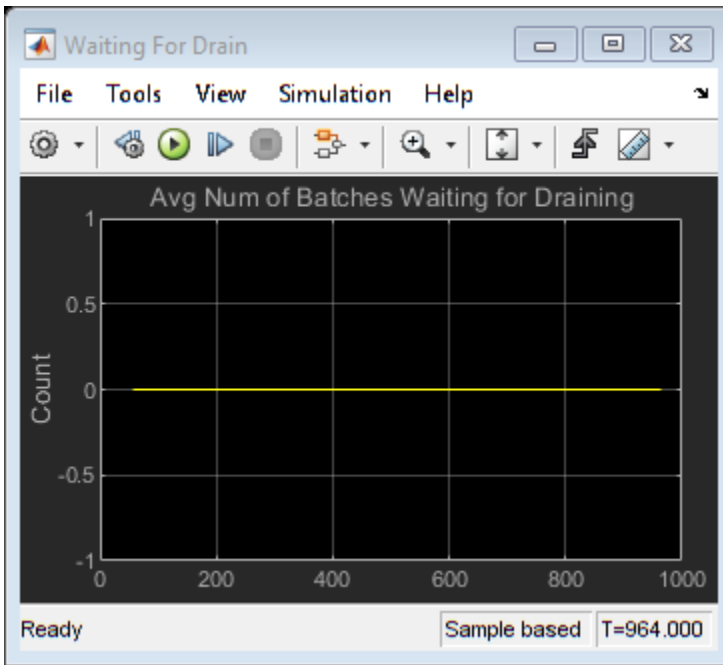 Waiting For Drain
File Tools View Simulation Help
Avg Num of Batches Waiting for Draining
1
0.5
0
-0.5
-1
Count
0 200 400 600 800 1000
Ready Sample based T=964.000